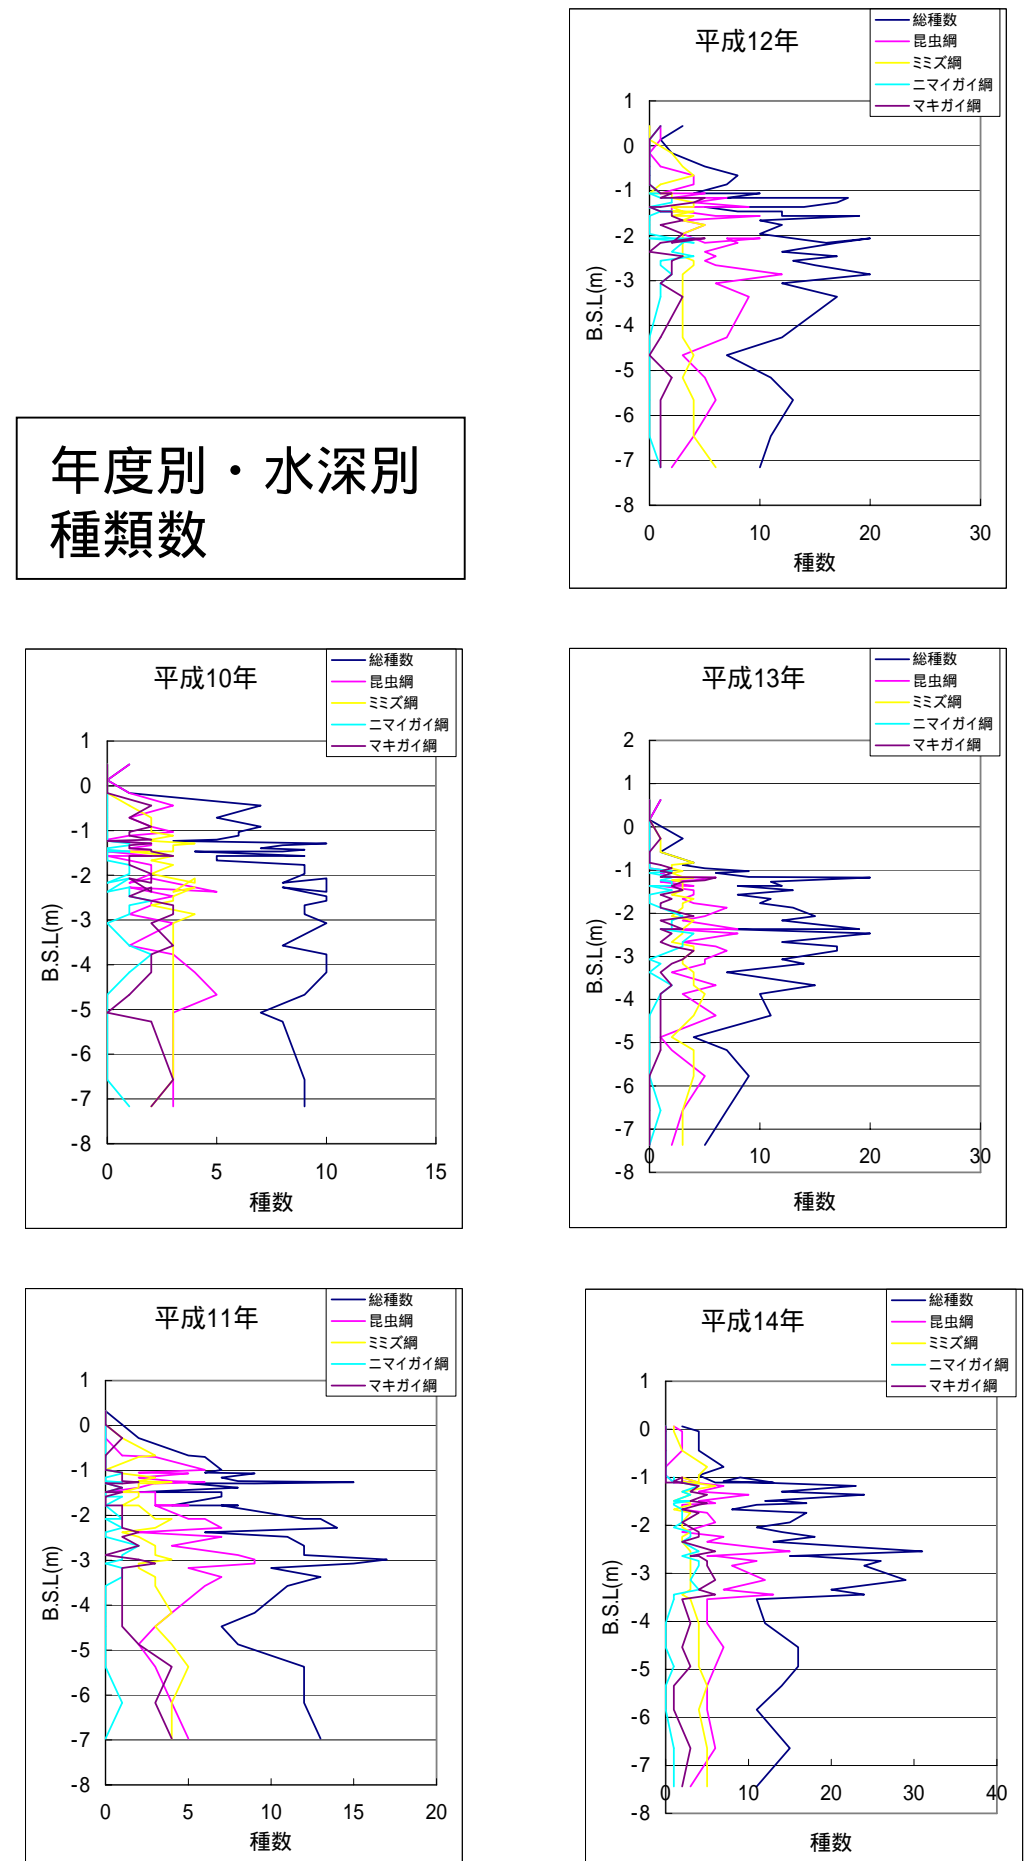 平成12年
総種数
昆虫綱
ミミズ綱
ニマイガイ綱
マキガイ綱
1
0
-1
-2
-3
-4
-5
-6
-7
-8
B.S.L(m)
0 10 20 30
種数
年度別・水深別
種類数
平成10年
総種数
昆虫綱
ミミズ綱
ニマイガイ綱
マキガイ綱
1
0
-1
-2
-3
-4
-5
-6
-7
-8
B.S.L(m)
0 5 10 15
種数
平成13年
総種数
昆虫綱
ミミズ綱
ニマイガイ綱
マキガイ綱
2
1
0
-1
-2
-3
-4
-5
-6
-7
-8
B.S.L(m)
0 10 20 30
種数
平成11年
総種数
昆虫綱
ミミズ綱
ニマイガイ綱
マキガイ綱
1
0
-1
-2
-3
-4
-5
-6
-7
-8
B.S.L(m)
0 5 10 15 20
種数
平成14年
総種数
昆虫綱
ミミズ綱
ニマイガイ綱
マキガイ綱
1
0
-1
-2
-3
-4
-5
-6
-7
-8
B.S.L(m)
0 10 20 30 40
種数